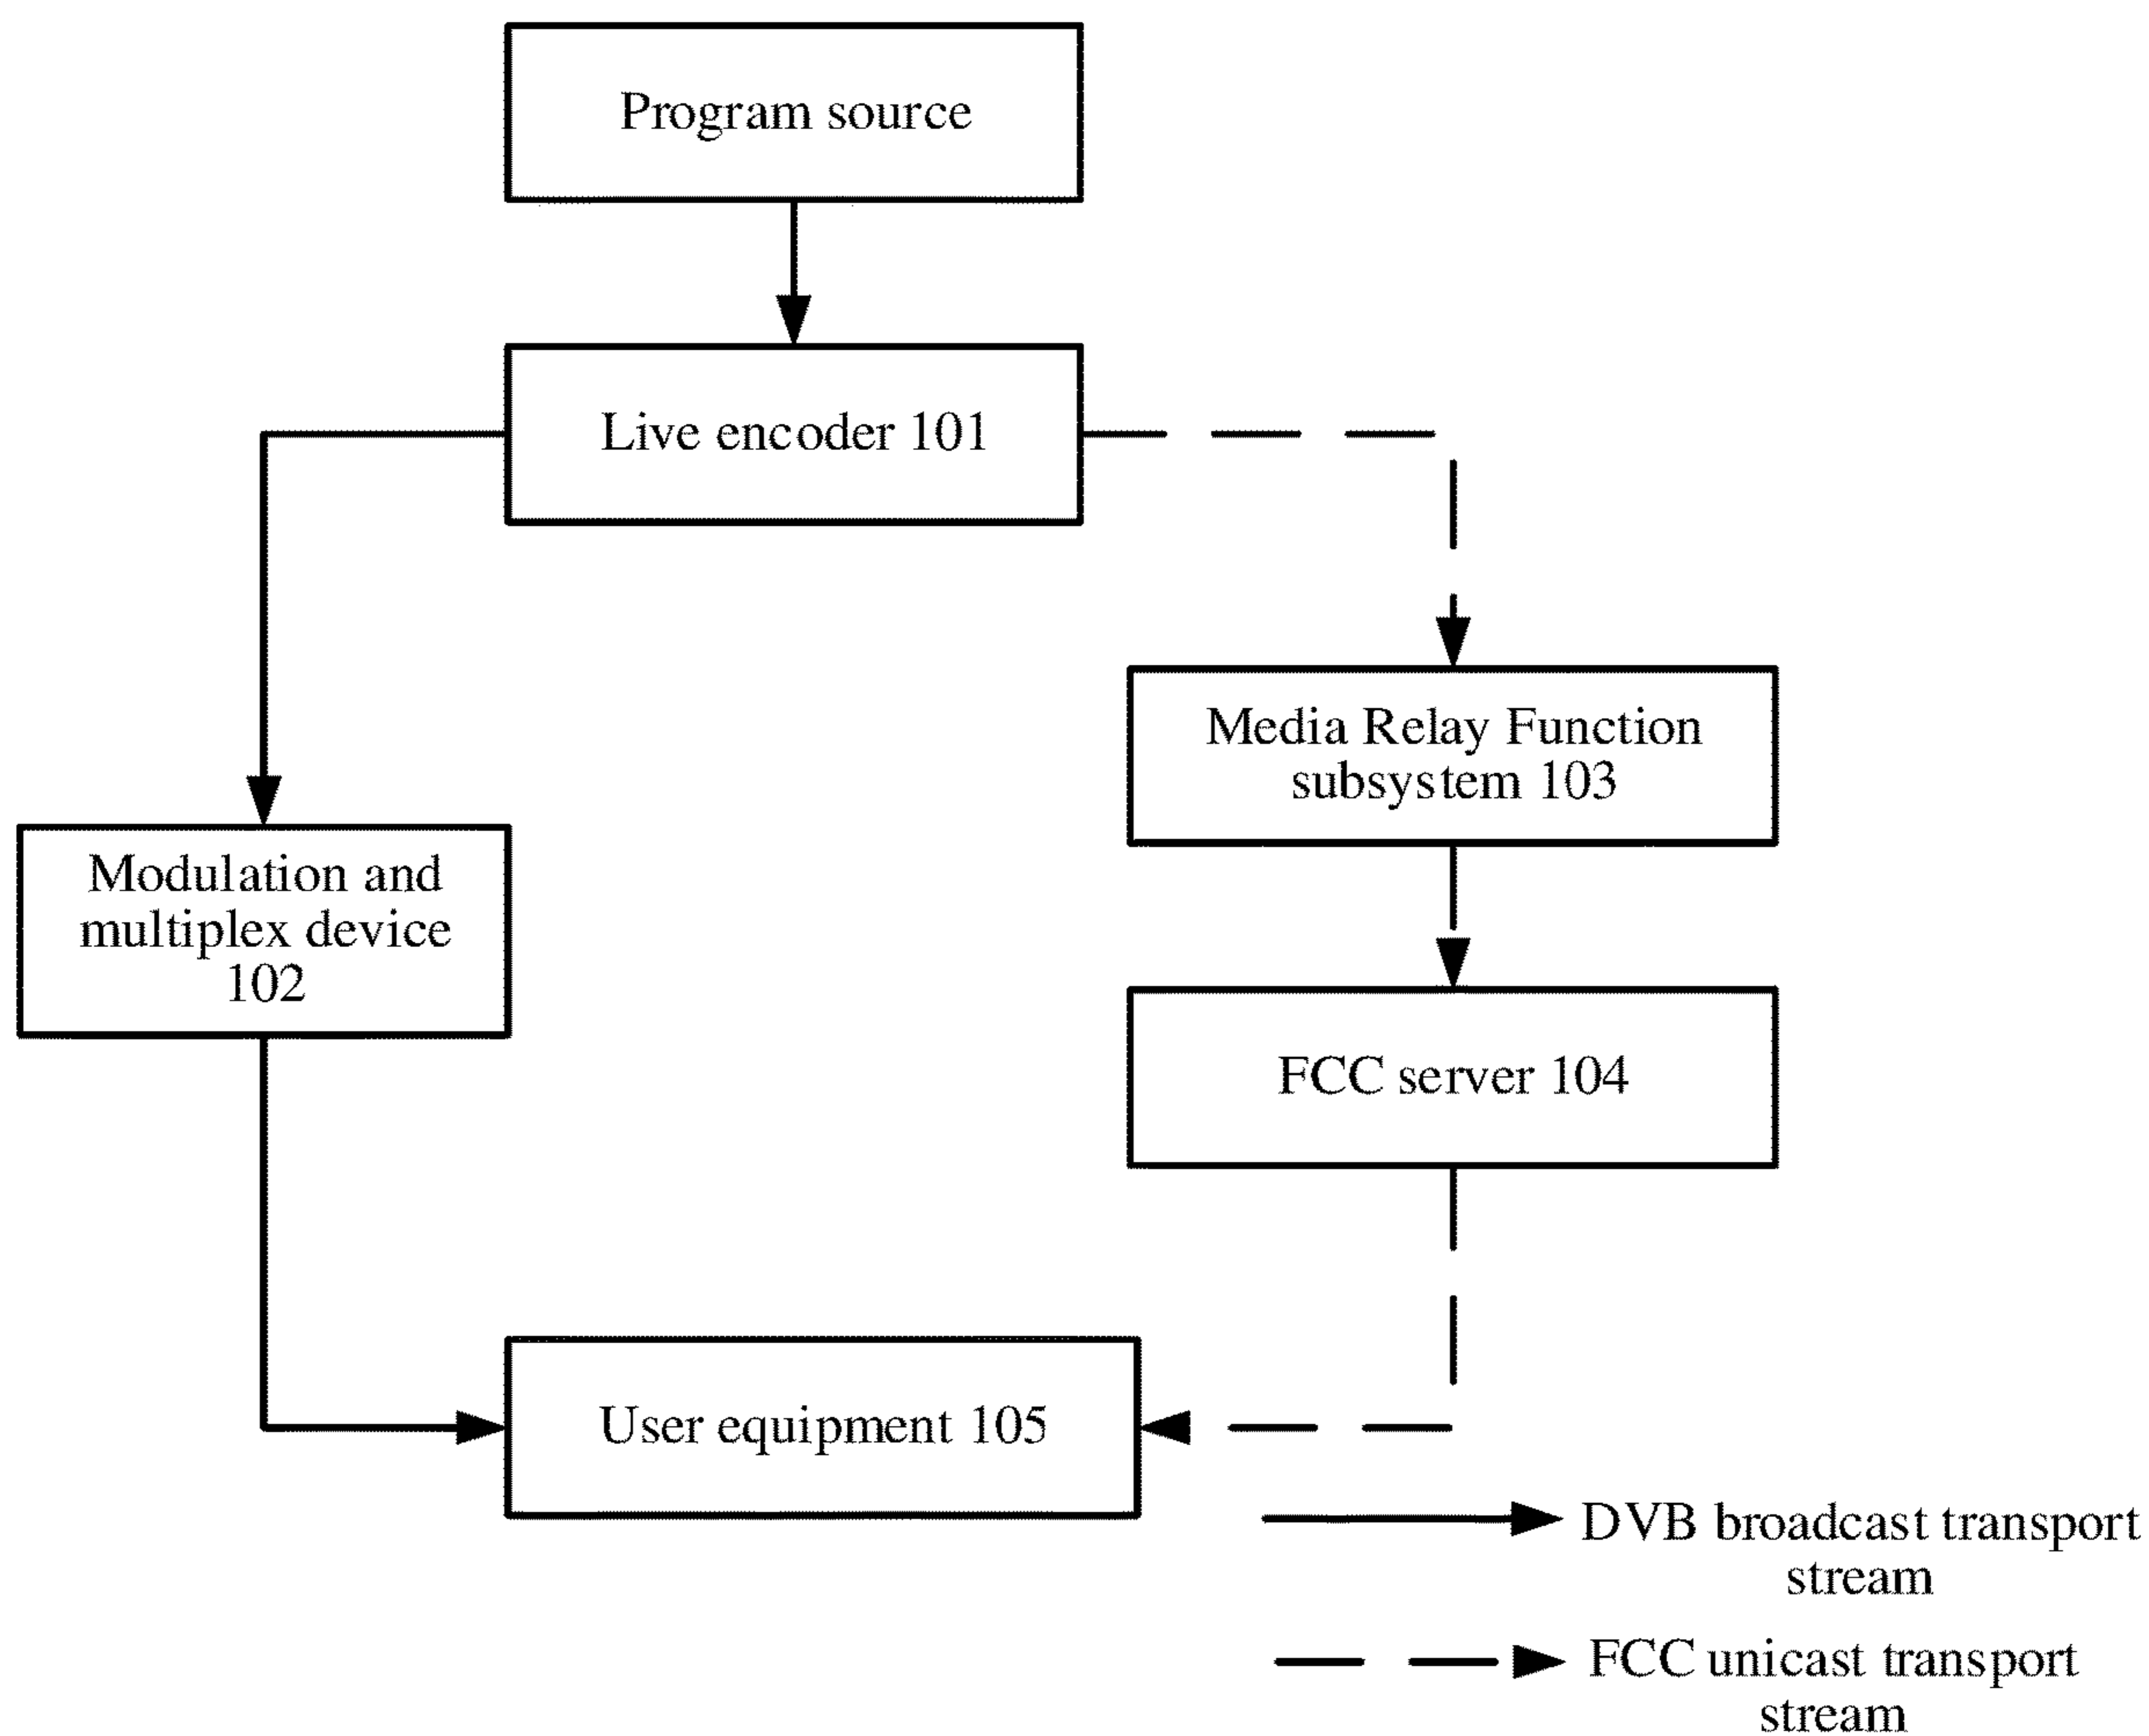 Program source
Live encoder 101
Media Relay Function
subsystem 103
Modulation and
multiplex device
102
FCC server 104
User equipment 105
DVB broadcast transport
stream
FCC unicast transport
stream